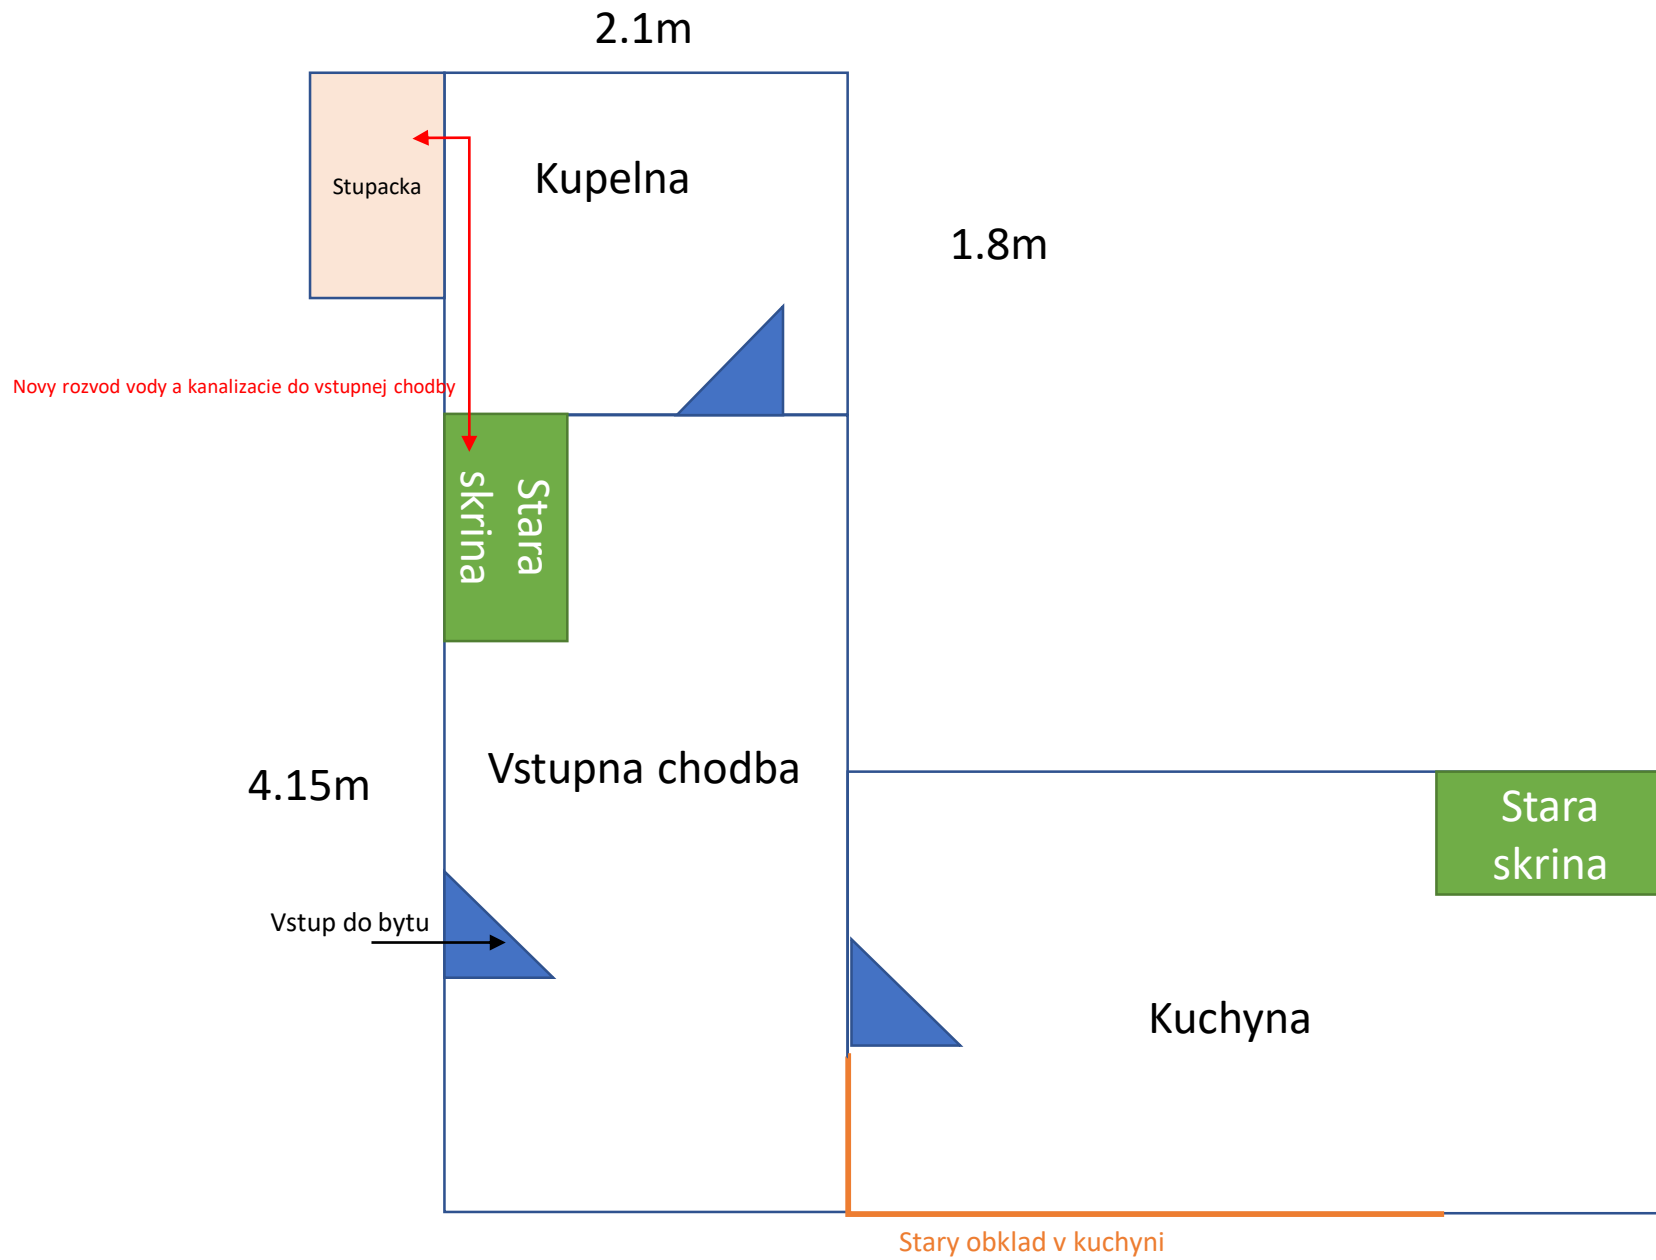 2.1m
Kupelna
Stupacka
1.8m
Novy rozvod vody a kanalizacie do vstupnej chodby
Stara
skrina
Vstupna chodba
4.15m
Stara
skrina
Vstup do bytu
Kuchyna
Stary obklad v kuchyni